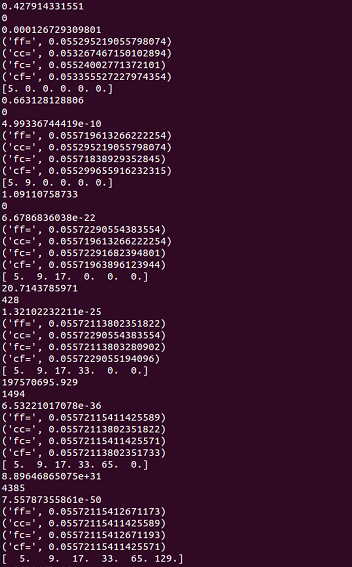 0.427914331551
0
0.000126729309801
('ff=', 0.055295219055798074)
('cc=', 0.053267467150102894)
('fc=', 0.05524002771372101)
('cf=', 0.053355527227974354)
[5. 0. 0. 0. 0. 0.]
0.663128128806
0
4.99336744419e-10
('ff=', 0.055719613266222254)
('cc=', 0.055295219055798074)
('fc=', 0.05571838929352845)
('cf=', 0.055299655916232315)
[5. 9. 0. 0. 0. 0.]
1.09110758733
0
6.6786836038e-22
('ff=', 0.05572290554383554)
('cc=', 0.055719613266222254)
('fc=', 0.05572291682394801)
('cf=', 0.05571963896123944)
[ 5.  9. 17.  0.  0.  0.]
20.7143785971
428
1.32102232211e-25
('ff=', 0.05572113802351822)
('cc=', 0.05572290554383554)
('fc=', 0.05572113803280902)
('cf=', 0.0557229055194096)
[ 5.  9. 17. 33.  0.  0.]
197570695.929
1494
6.53221017078e-36
('ff=', 0.05572115411425589)
('cc=', 0.05572113802351822)
('fc=', 0.05572115411425571)
('cf=', 0.05572113802351733)
[ 5.  9. 17. 33. 65.  0.]
8.89646865075e+31
4385
7.55787355861e-50
('ff=', 0.05572115412671173)
('cc=', 0.05572115411425589)
('fc=', 0.05572115412671193)
('cf=', 0.05572115411425571)
[  5.   9.  17.  33.  65. 129.]